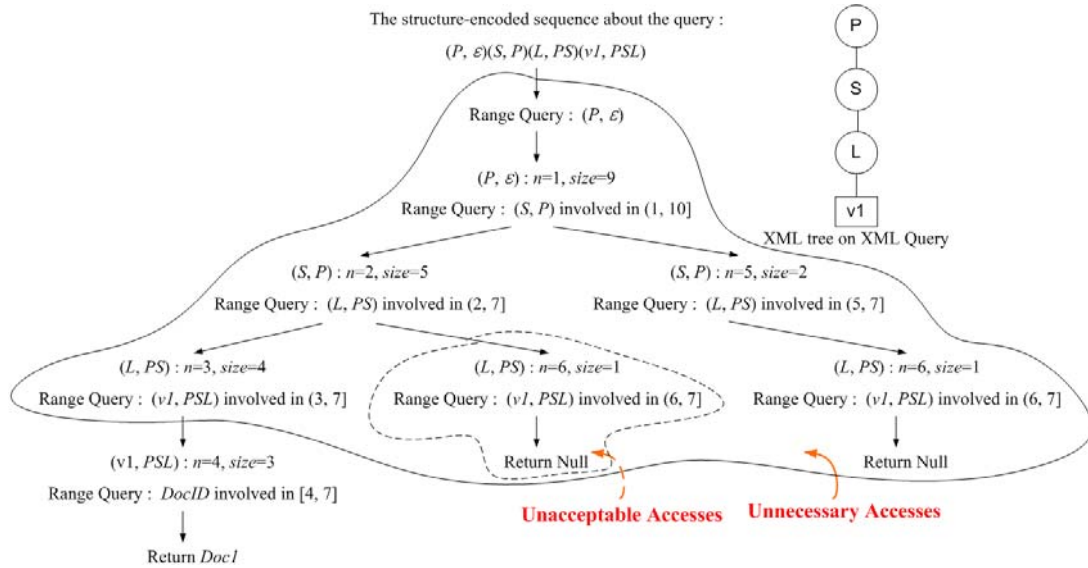 The structure-encoded sequence about the query :
(P, ε)(S, P)(L, PS)(v1, PSL)
Range Query : (P, ε)
(P, ε) : n=1, size=9
Range Query : (S, P) involved in (1, 10]
P
S
L
v1
XML tree on XML Query
(S, P) : n=2, size=5
Range Query : (L, PS) involved in (2, 7]
(S, P) : n=5, size=2
Range Query : (L, PS) involved in (5, 7]
(L, PS) : n=3, size=4
Range Query : (v1, PSL) involved in (3, 7]
(L, PS) : n=6, size=1
Range Query : (v1, PSL) involved in (6, 7]
(L, PS) : n=6, size=1
Range Query : (v1, PSL) involved in (6, 7]
(v1, PSL) : n=4, size=3
Range Query : DocID involved in [4, 7]
Return Doc1
Return Null
Return Null
Unacceptable Accesses
Unnecessary Accesses